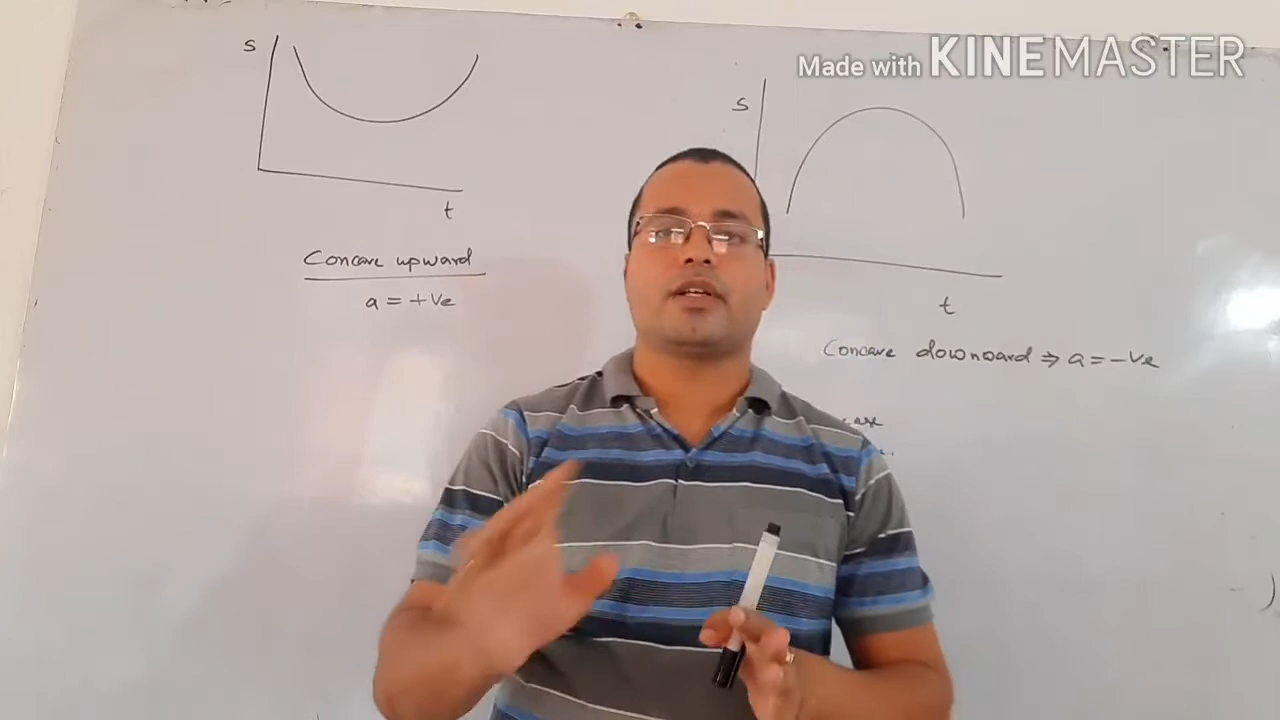 Made with KINEMASTER
s
t
Concave upward
a = +ve
s
t
Concave downward ⇒ a = -ve